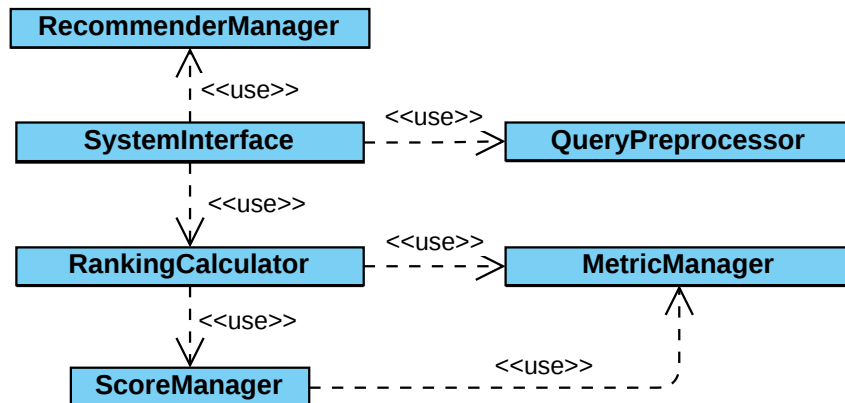 RecommenderManager
<<use>>
<<use>>
SystemInterface
QueryPreprocessor
<<use>>
<<use>>
RankingCalculator
MetricManager
<<use>>
<<use>>
ScoreManager